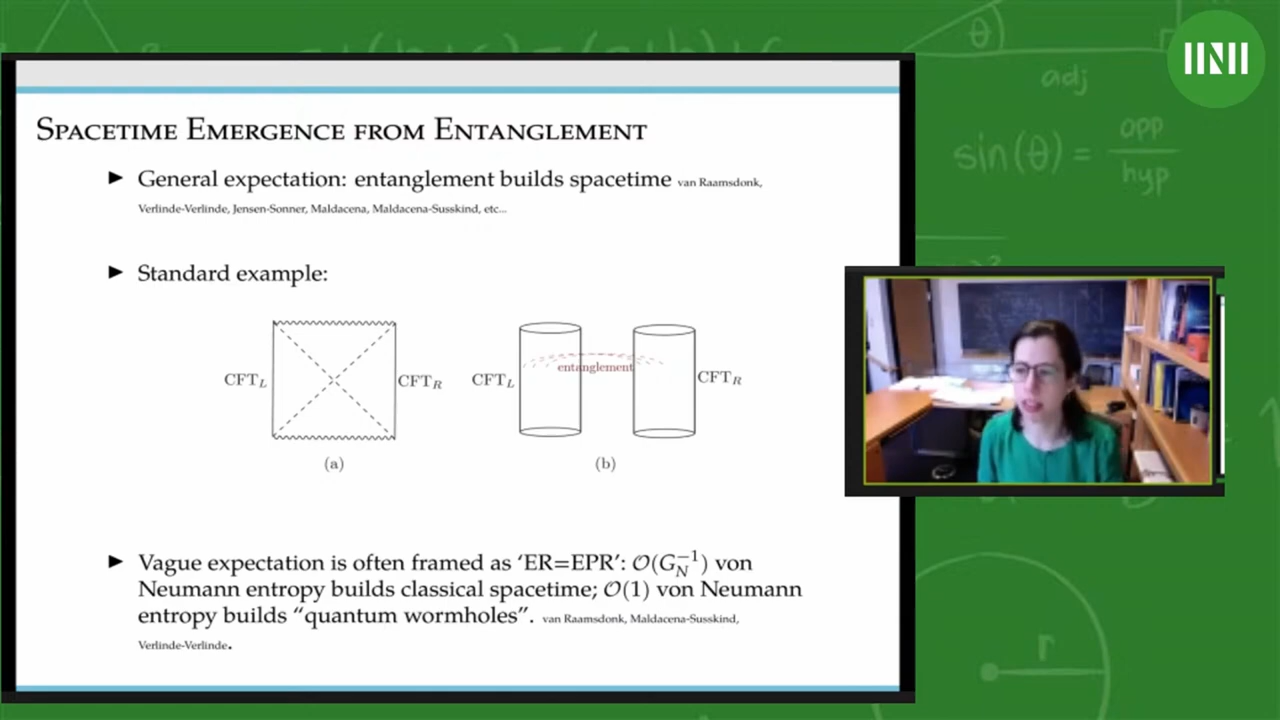 SPACETIME EMERGENCE FROM ENTANGLEMENT
► General expectation: entanglement builds spacetime van Raamsdonk,
Verlinde-Verlinde, Jensen-Sonner, Maldacena, Maldacena-Susskind, etc...
► Standard example:
CFT_L CFT_R CFT_L entanglement CFT_R
(a) (b)
► Vague expectation is often framed as ‘ER=EPR’: O(G_N^{-1}) von
Neumann entropy builds classical spacetime; O(1) von Neumann
entropy builds “quantum wormholes”. van Raamsdonk, Maldacena-Susskind,
Verlinde-Verlinde.
θ
adj
sin(θ) = opp
hyp
r